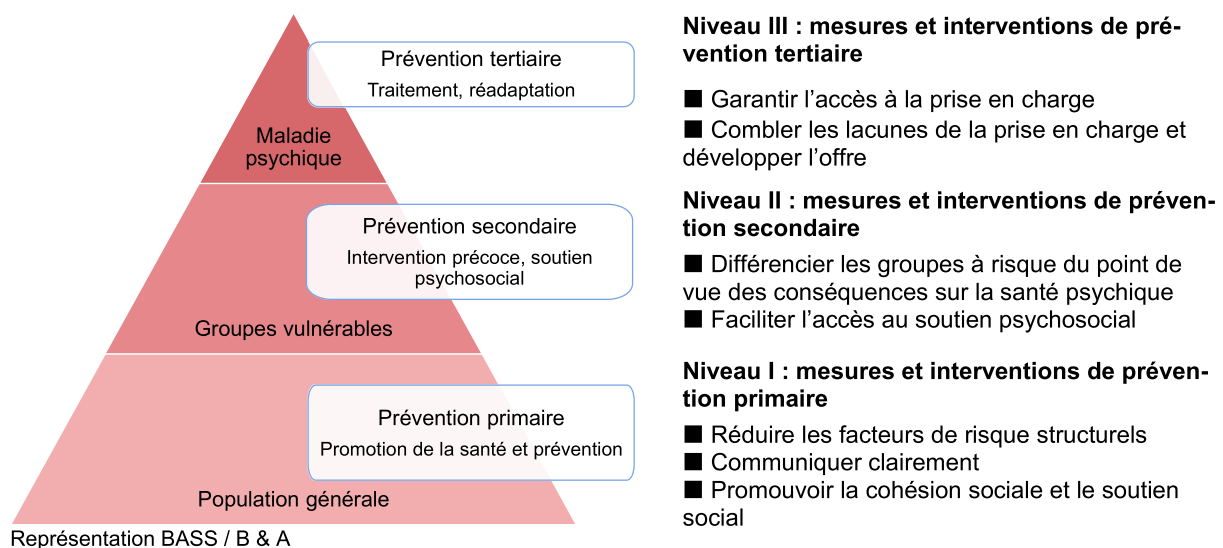 Prévention tertiaire
Traitement, réadaptation
Maladie
psychique
Prévention secondaire
Intervention précoce, soutien
psychosocial
Groupes vulnérables
Prévention primaire
Promotion de la santé et prévention
Population générale
Représentation BASS / B & A
Niveau III : mesures et interventions de pré-
vention tertiaire
■ Garantir l’accès à la prise en charge
■ Combler les lacunes de la prise en charge et
développer l’offre
Niveau II : mesures et interventions de préven-
tion secondaire
■ Différencier les groupes à risque du point de
vue des conséquences sur la santé psychique
■ Faciliter l’accès au soutien psychosocial
Niveau I : mesures et interventions de préven-
tion primaire
■ Réduire les facteurs de risque structurels
■ Communiquer clairement
■ Promouvoir la cohésion sociale et le soutien
social